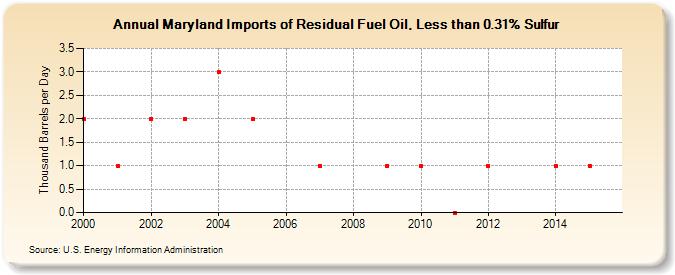 Annual Maryland Imports of Residual Fuel Oil, Less than 0.31% Sulfur
Thousand Barrels per Day
3.5
3.0
2.5
2.0
1.5
1.0
0.5
0.0
2000 2002 2004 2006 2008 2010 2012 2014
Source: U.S. Energy Information Administration